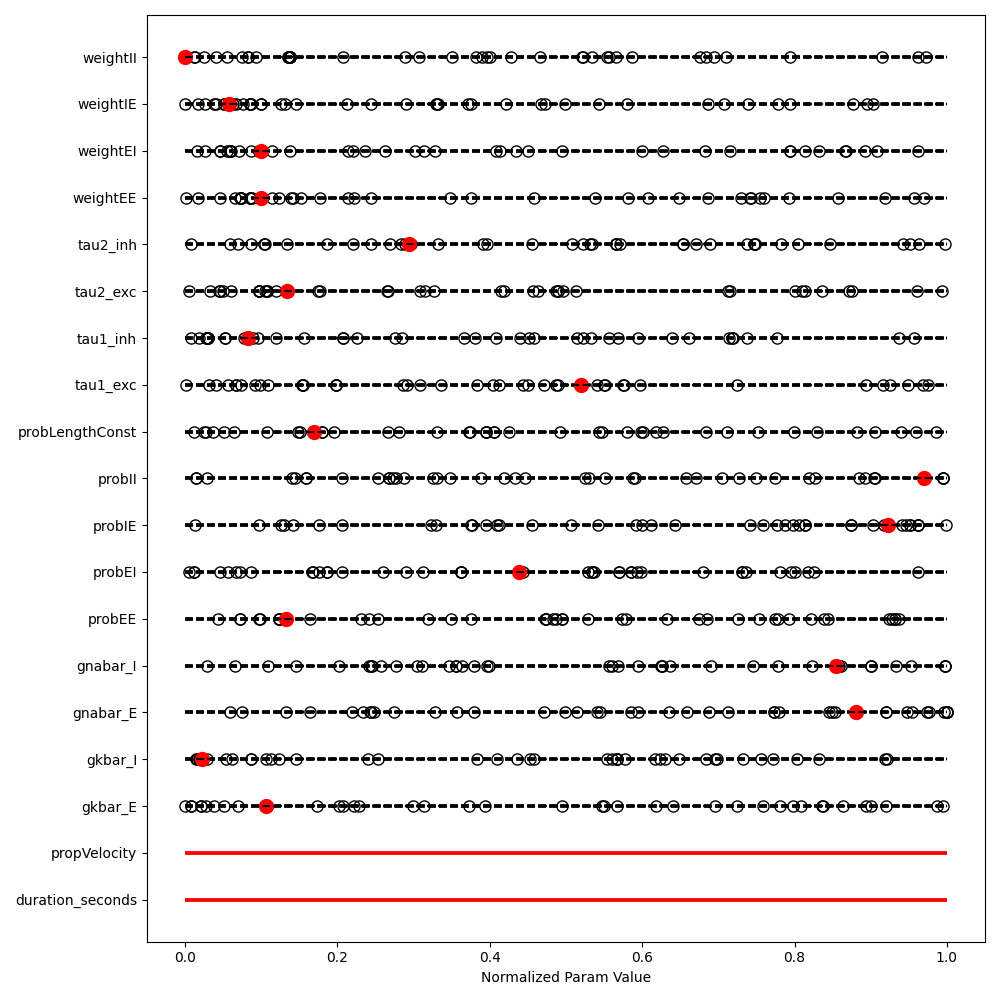 weightII
weightIE
weightEI
weightEE
tau2_inh
tau2_exc
tau1_inh
tau1_exc
probLengthConst
probII
probIE
probEI
probEE
gnabar_I
gnabar_E
gkbar_I
gkbar_E
propVelocity
duration_seconds
0.0 0.2 0.4 0.6 0.8 1.0
Normalized Param Value